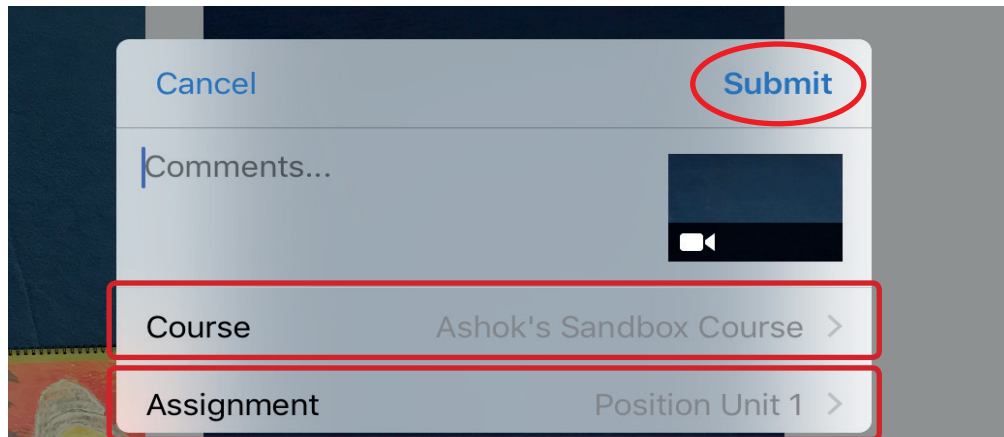 Cancel Submit
Comments...
Course Ashok's Sandbox Course >
Assignment Position Unit 1 >